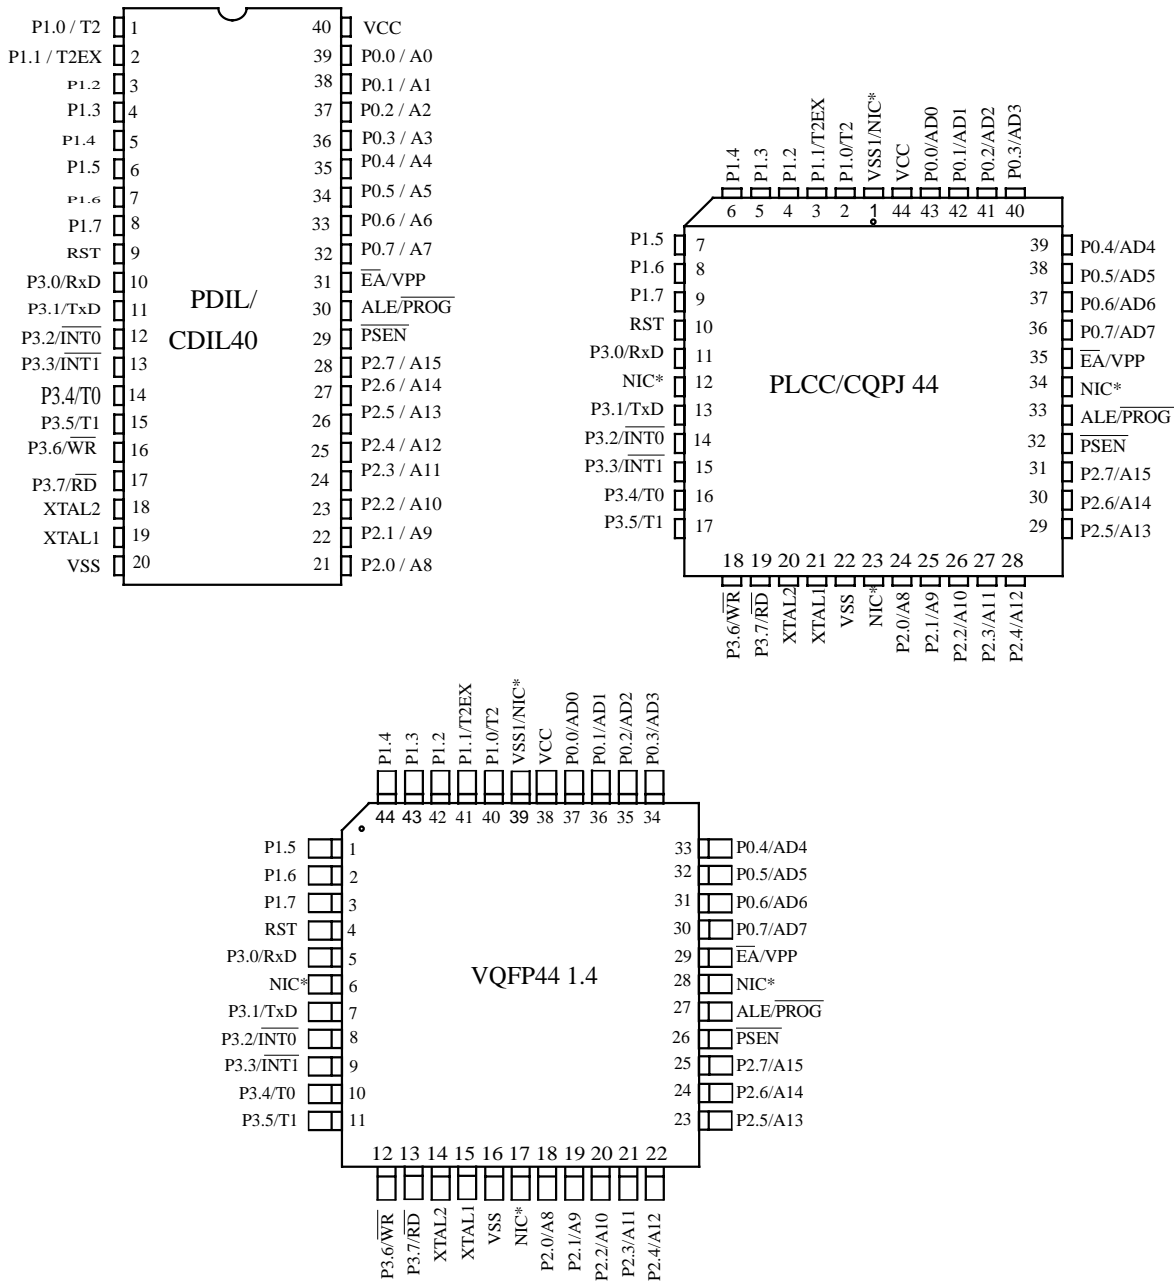 P1.0 / T2 1 40 VCC
P1.1 / T2EX 2 39 P0.0 / A0
P1.2 3 38 P0.1 / A1
P1.3 4 37 P0.2 / A2
P1.4 5 36 P0.3 / A3
P1.5 6 35 P0.4 / A4
P1.6 7 34 P0.5 / A5
P1.7 8 33 P0.6 / A6
RST 9 32 P0.7 / A7
P3.0/RxD 10 31 EA/VPP
P3.1/TxD 11 30 ALE/PROG
P3.2/INT0 12 29 PSEN
P3.3/INT1 13 28 P2.7 / A15
P3.4/T0 14 27 P2.6 / A14
P3.5/T1 15 26 P2.5 / A13
P3.6/WR 16 25 P2.4 / A12
P3.7/RD 17 24 P2.3 / A11
XTAL2 18 23 P2.2 / A10
XTAL1 19 22 P2.1 / A9
VSS 20 21 P2.0 / A8
PDIL/
CDIL40
P1.4 P1.3 P1.2 P1.1/T2EX P1.0/T2 VSS1/NIC* VCC P0.0/AD0 P0.1/AD1 P0.2/AD2 P0.3/AD3
6 5 4 3 2 1 44 43 42 41 40
P1.5 7 39 P0.4/AD4
P1.6 8 38 P0.5/AD5
P1.7 9 37 P0.6/AD6
RST 10 36 P0.7/AD7
P3.0/RxD 11 35 EA/VPP
NIC* 12 34 NIC*
P3.1/TxD 13 33 ALE/PROG
P3.2/INT0 14 32 PSEN
P3.3/INT1 15 31 P2.7/A15
P3.4/T0 16 30 P2.6/A14
P3.5/T1 17 29 P2.5/A13
PLCC/CQPJ 44
18 19 20 21 22 23 24 25 26 27 28
P3.6/WR P3.7/RD XTAL2 XTAL1 VSS NIC* P2.0/A8 P2.1/A9 P2.2/A10 P2.3/A11 P2.4/A12
P1.4 P1.3 P1.2 P1.1/T2EX P1.0/T2 VSS1/NIC* VCC P0.0/AD0 P0.1/AD1 P0.2/AD2 P0.3/AD3
44 43 42 41 40 39 38 37 36 35 34
P1.5 1 33 P0.4/AD4
P1.6 2 32 P0.5/AD5
P1.7 3 31 P0.6/AD6
RST 4 30 P0.7/AD7
P3.0/RxD 5 29 EA/VPP
NIC* 6 28 NIC*
P3.1/TxD 7 27 ALE/PROG
P3.2/INT0 8 26 PSEN
P3.3/INT1 9 25 P2.7/A15
P3.4/T0 10 24 P2.6/A14
P3.5/T1 11 23 P2.5/A13
VQFP44 1.4
12 13 14 15 16 17 18 19 20 21 22
P3.6/WR P3.7/RD XTAL2 XTAL1 VSS NIC* P2.0/A8 P2.1/A9 P2.2/A10 P2.3/A11 P2.4/A12